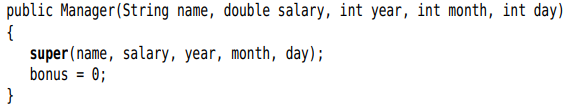 public Manager(String name, double salary, int year, int month, int day)
{
super(name, salary, year, month, day);
bonus = 0;
}